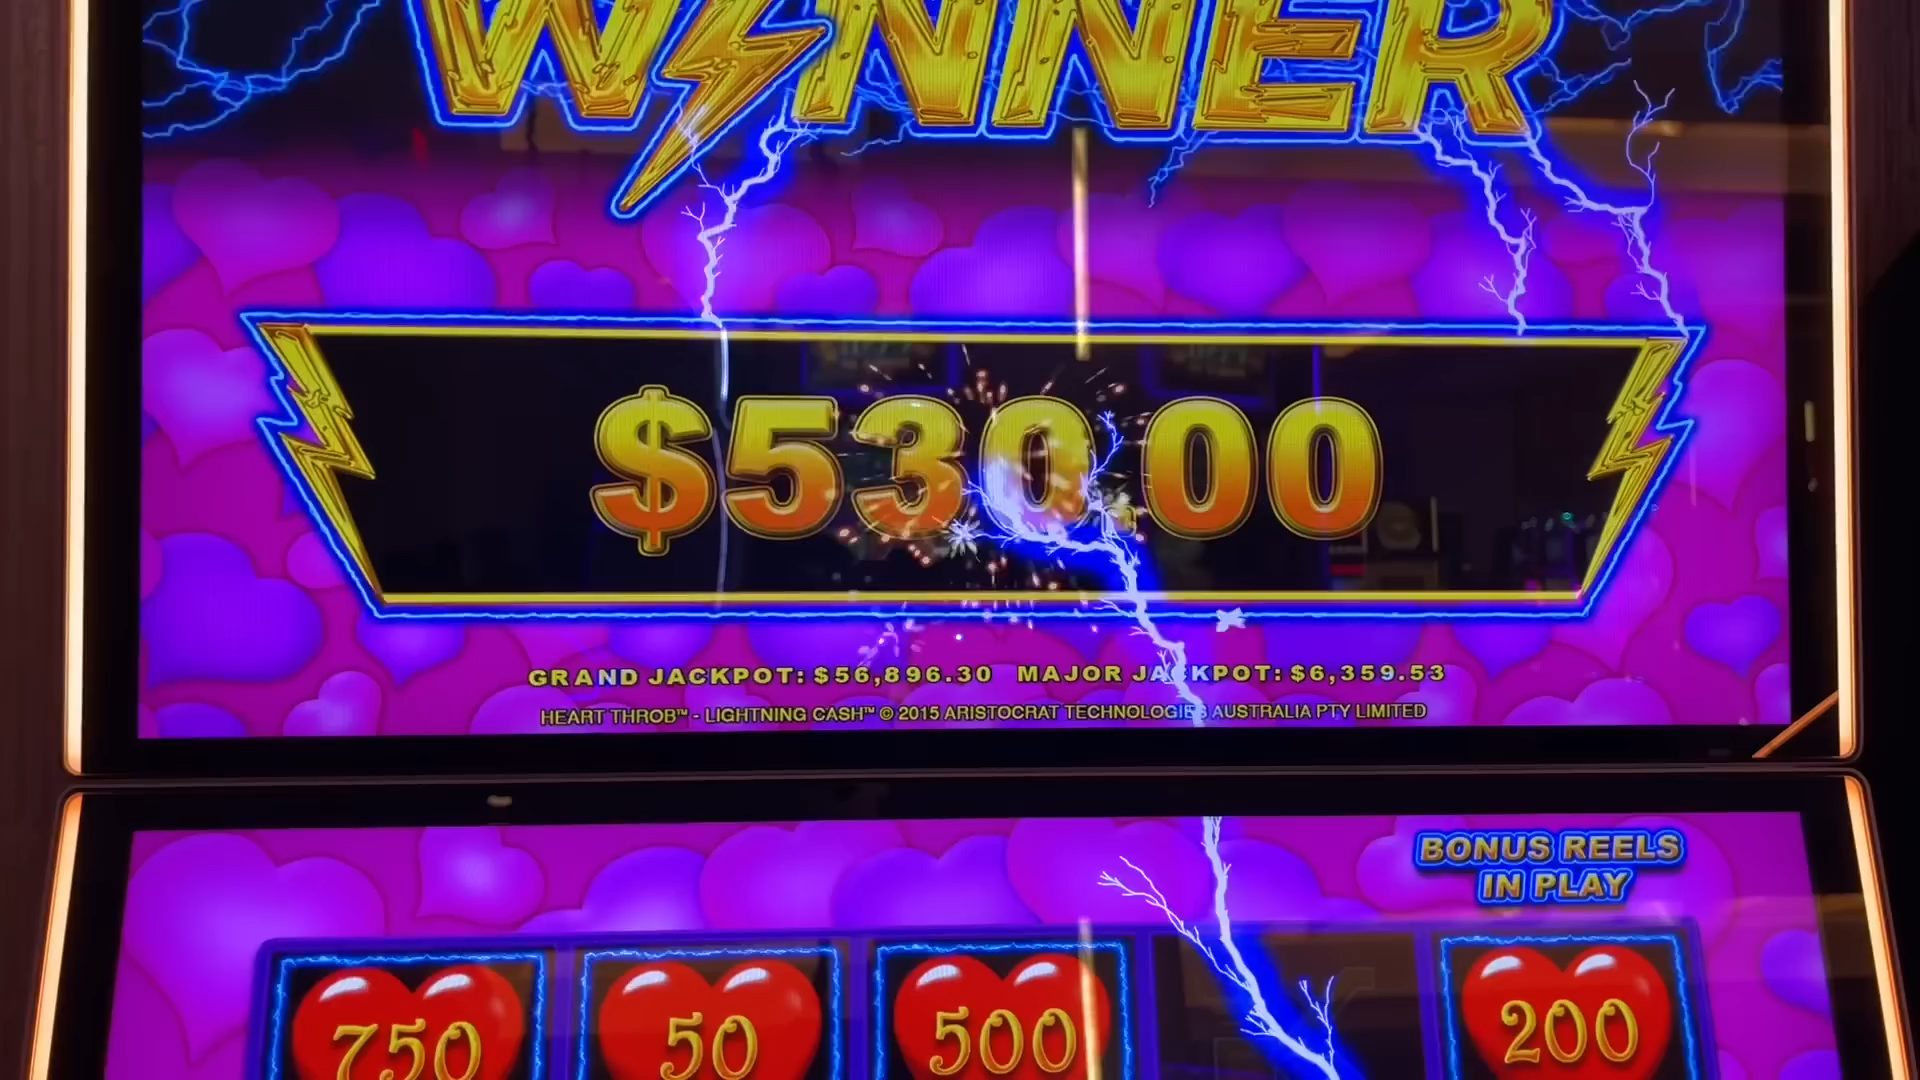 WINNER
$530.00
GRAND JACKPOT: $56,896.30 MAJOR JACKPOT: $6,359.53
HEART THROB™ - LIGHTNING CASH™ © 2015 ARISTOCRAT TECHNOLOGIES AUSTRALIA PTY LIMITED
BONUS REELS
IN PLAY
750 50 500 200